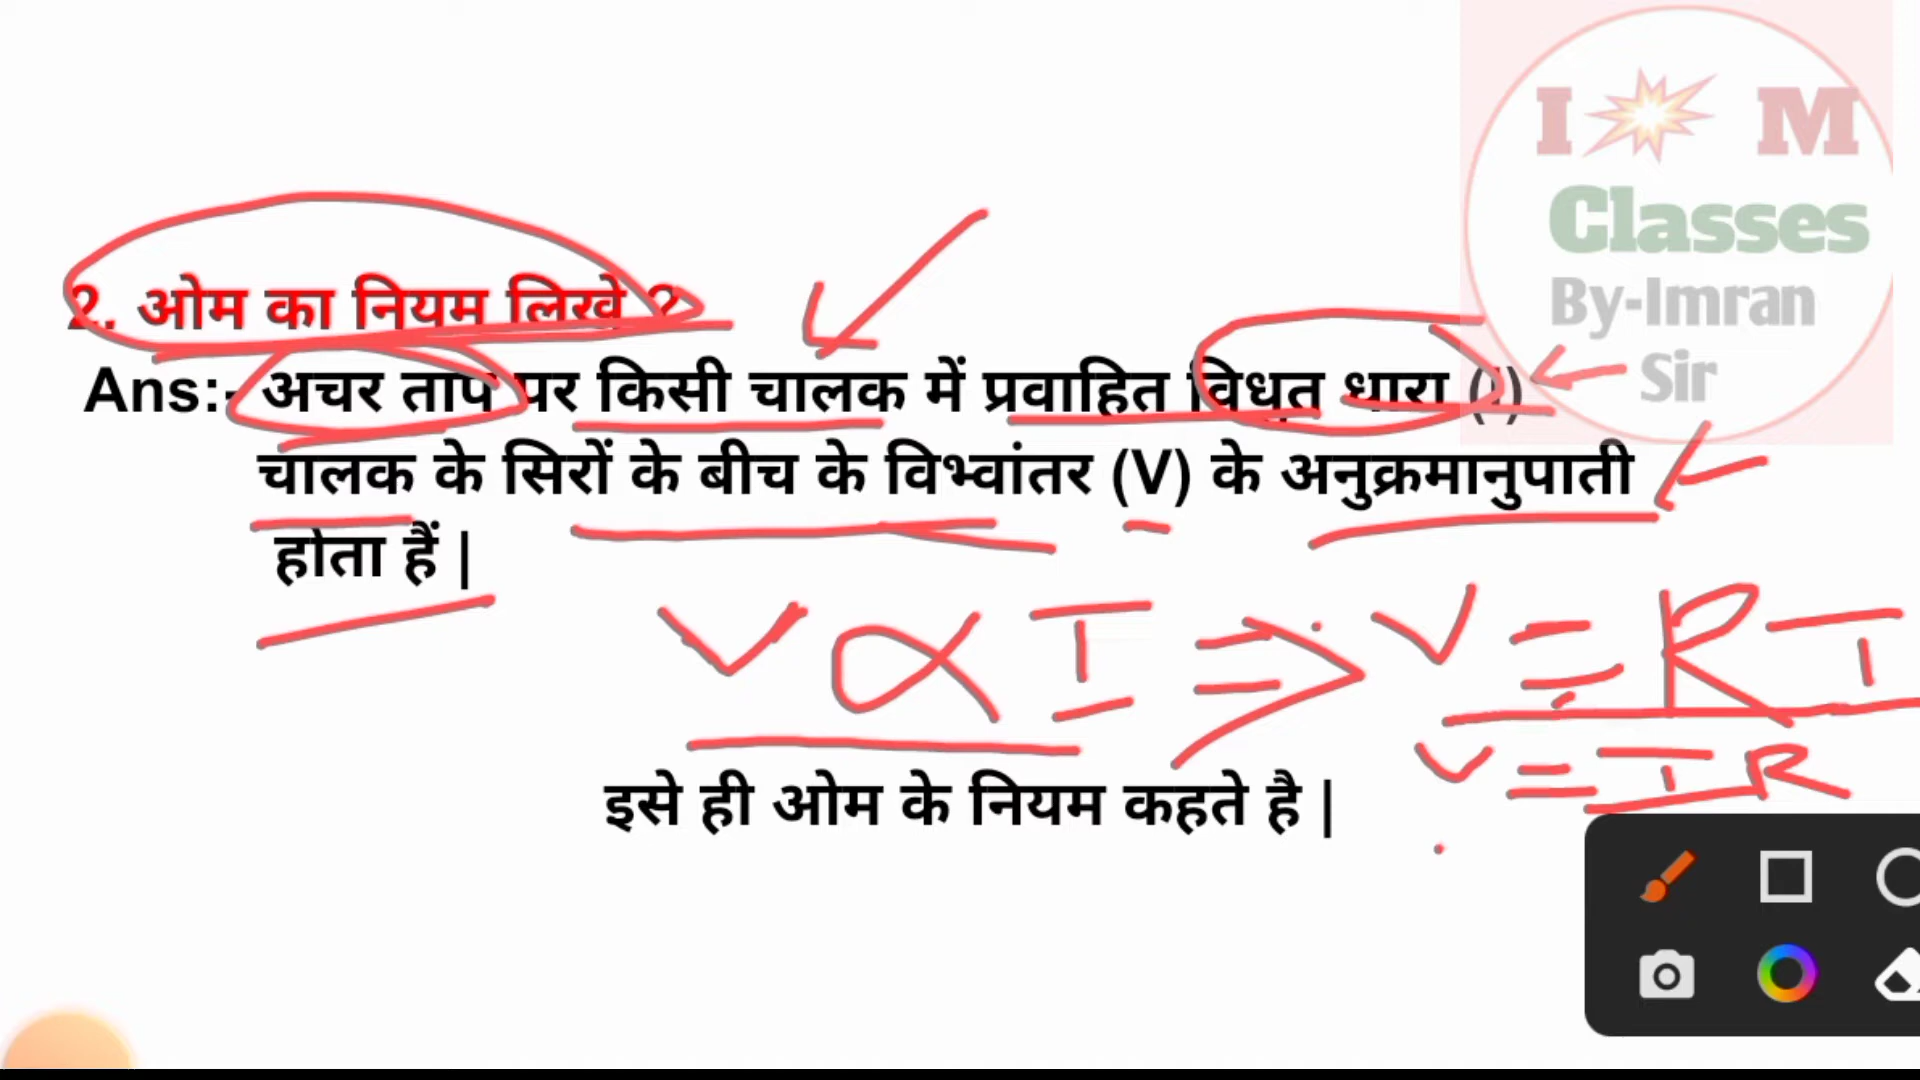 I M
Classes
By-Imran
Sir
2. ओम का नियम लिखे ?
Ans:- अचर ताप पर किसी चालक में प्रवाहित विधुत धारा (I)
चालक के सिरों के बीच के विभ्वांतर (V) के अनुक्रमानुपाती
होता हैं |
V ∝ I ⇒ V = RI
V = IR
इसे ही ओम के नियम कहते है |